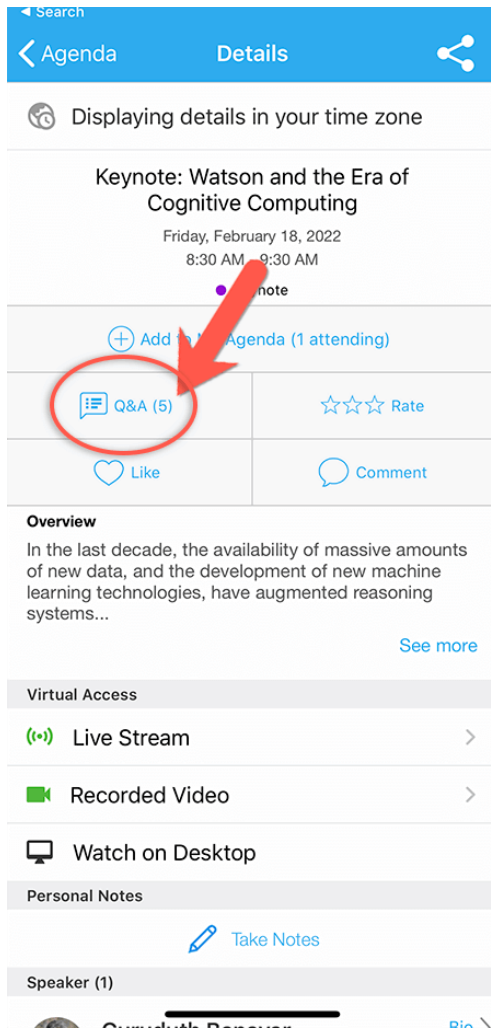 Search
Agenda
Details
Displaying details in your time zone
Keynote: Watson and the Era of
Cognitive Computing
Friday, February 18, 2022
8:30 AM 9:30 AM
note
Add to Agenda (1 attending)
Q&A (5)
Rate
Like
Comment
Overview
In the last decade, the availability of massive amounts
of new data, and the development of new machine
learning technologies, have augmented reasoning
systems...
See more
Virtual Access
Live Stream
Recorded Video
Watch on Desktop
Personal Notes
Take Notes
Speaker (1)
Bio